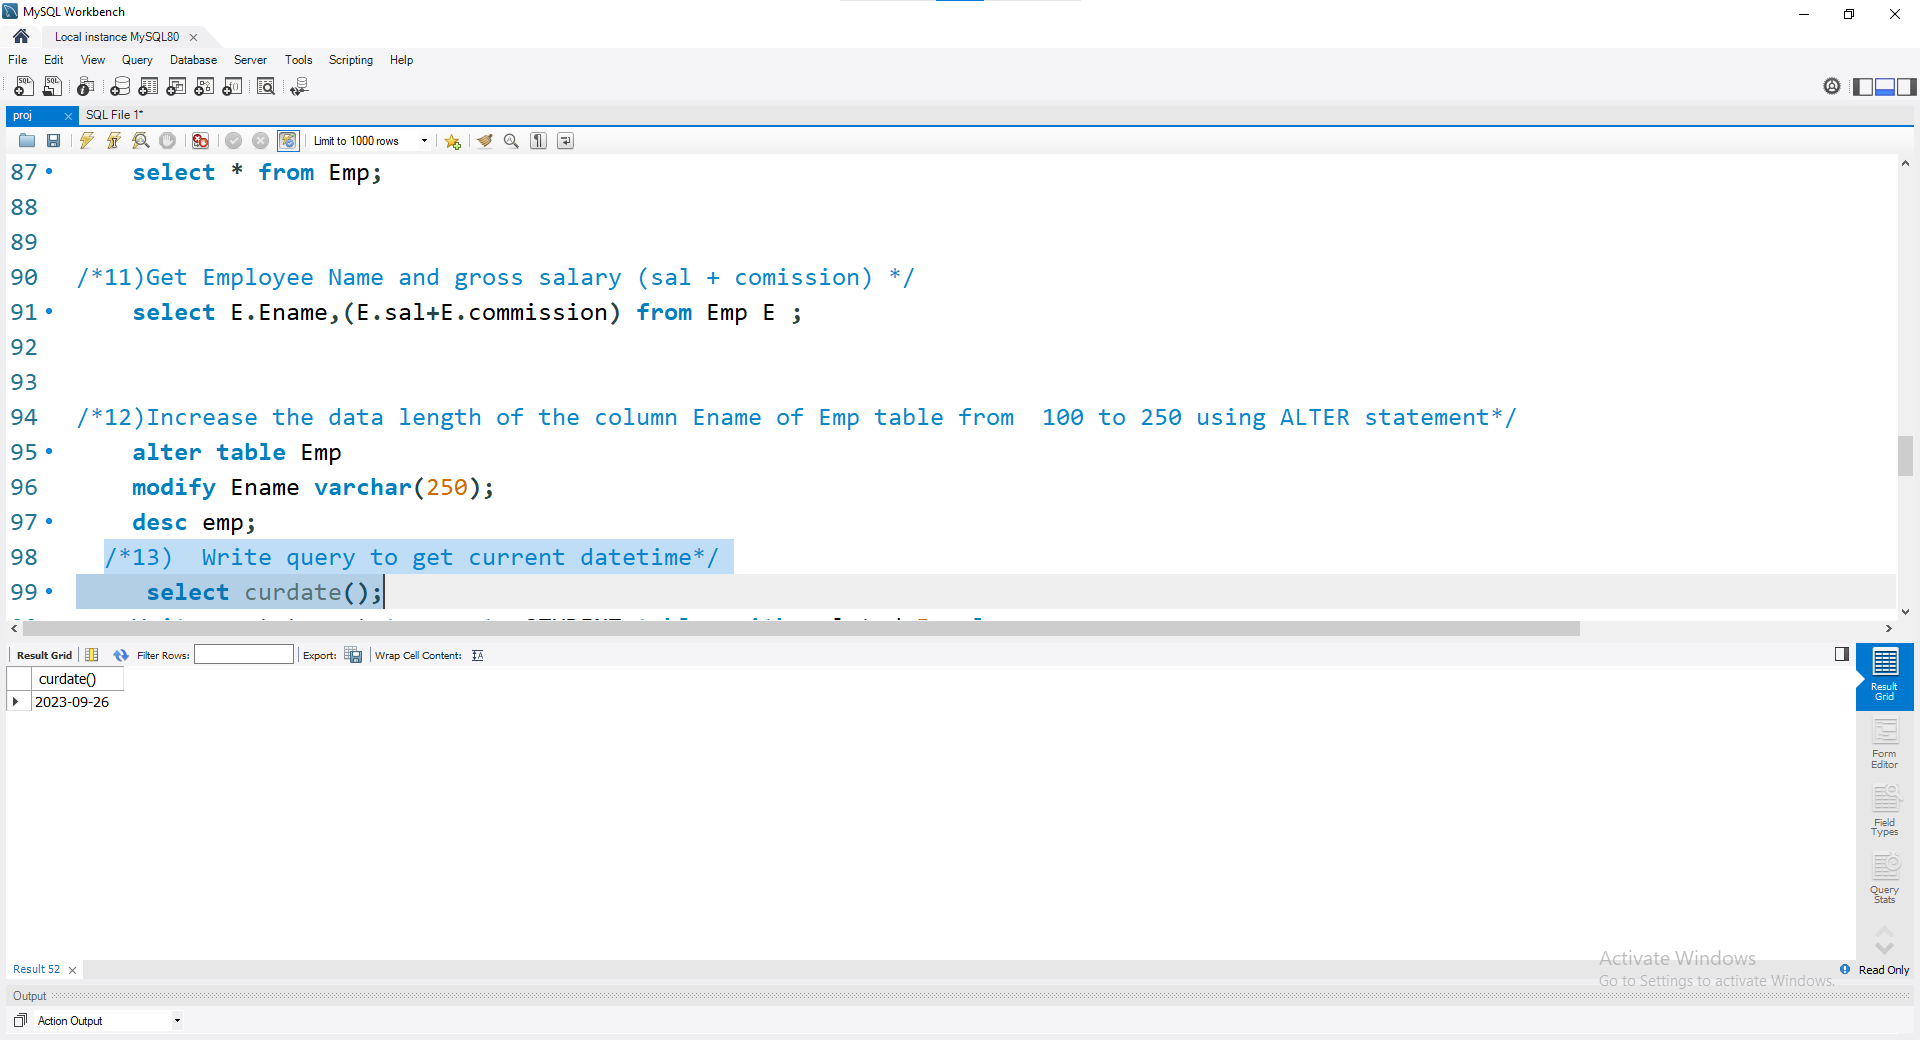 MySQL Workbench
Local instance MySQL80
File Edit View Query Database Server Tools Scripting Help
proj SQL File 1*
Limit to 1000 rows
87 select * from Emp;
88
89
90 /*11)Get Employee Name and gross salary (sal + comission) */
91 select E.Ename,(E.sal+E.commission) from Emp E ;
92
93
94 /*12)Increase the data length of the column Ename of Emp table from  100 to 250 using ALTER statement*/
95 alter table Emp
96 modify Ename varchar(250);
97 desc emp;
98 /*13)  Write query to get current datetime*/
99 select curdate();
Result Grid Filter Rows: Export: Wrap Cell Content:
curdate()
2023-09-26
Result
Grid
Form
Editor
Field
Types
Query
Stats
Activate Windows
Go to Settings to activate Windows.
Result 52 Read Only
Output
Action Output